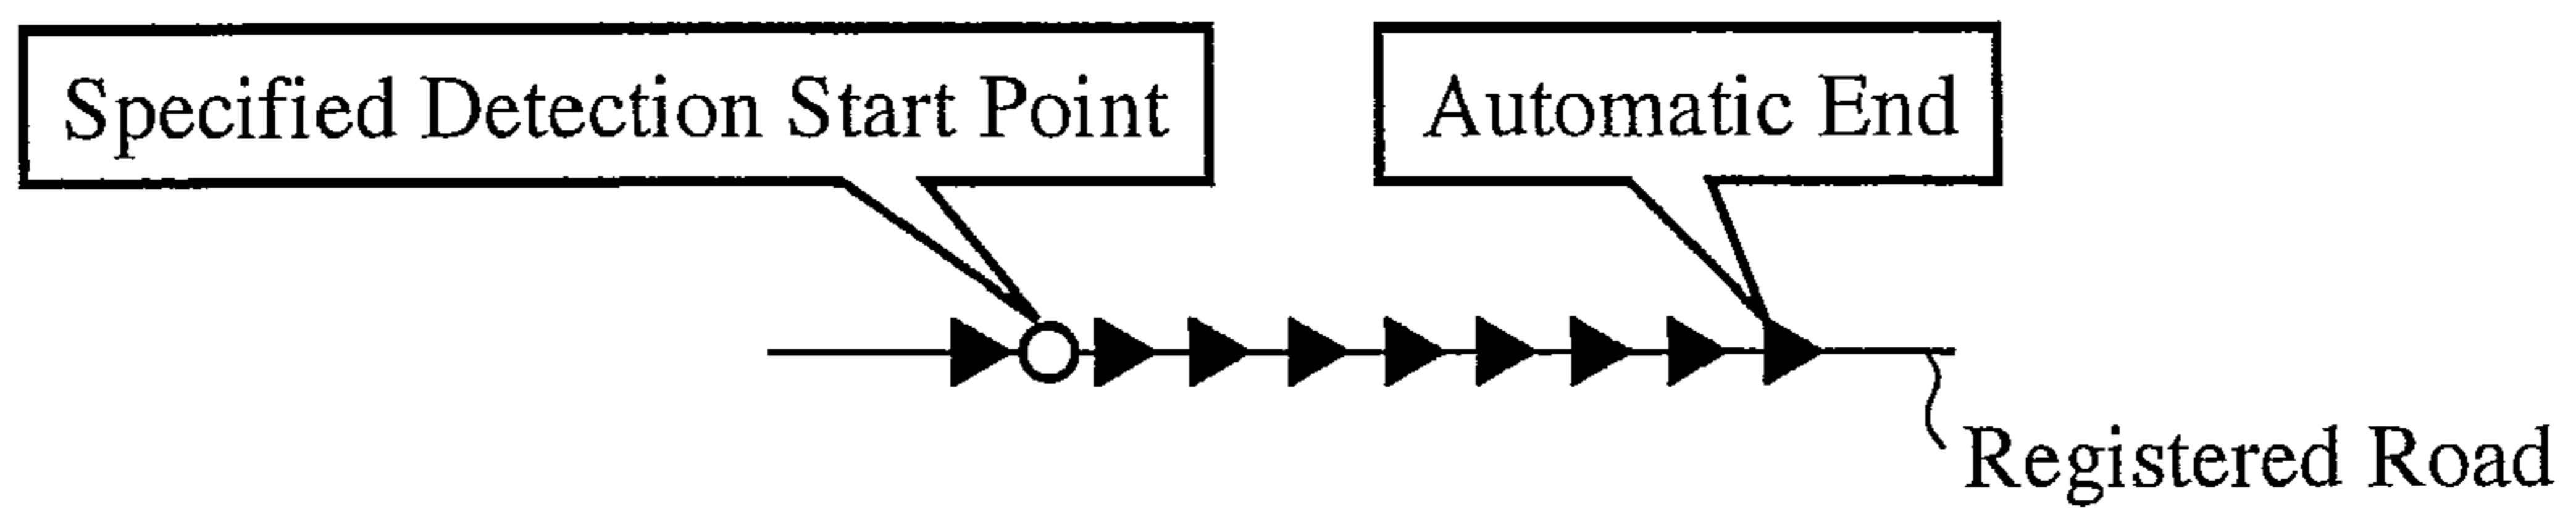 Specified Detection Start Point
Automatic End
Registered Road